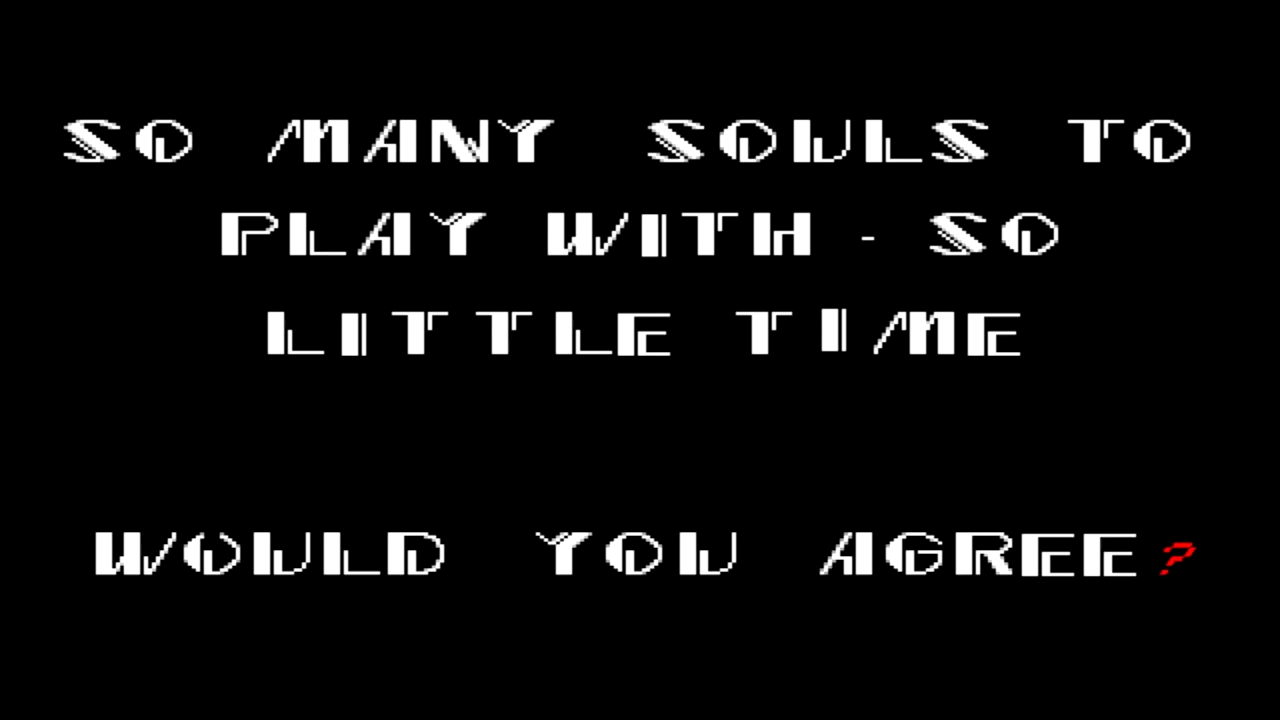 SO MANY SOULS TO
PLAY WITH - SO
LITTLE TIME
WOULD YOU AGREE?